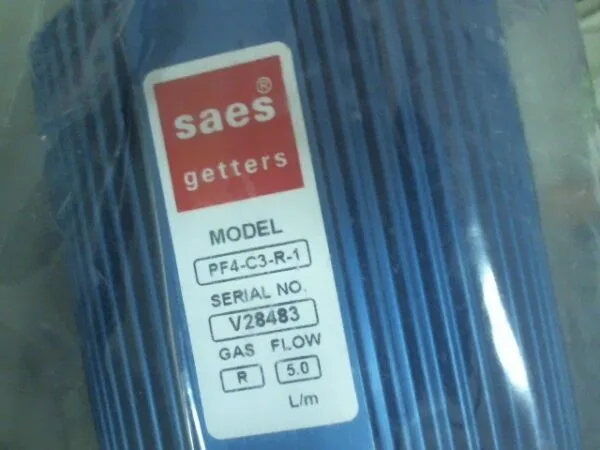 saes®
getters
MODEL
PF4-C3-R-1
SERIAL NO.
V28483
GAS FLOW
R 5.0
L/m